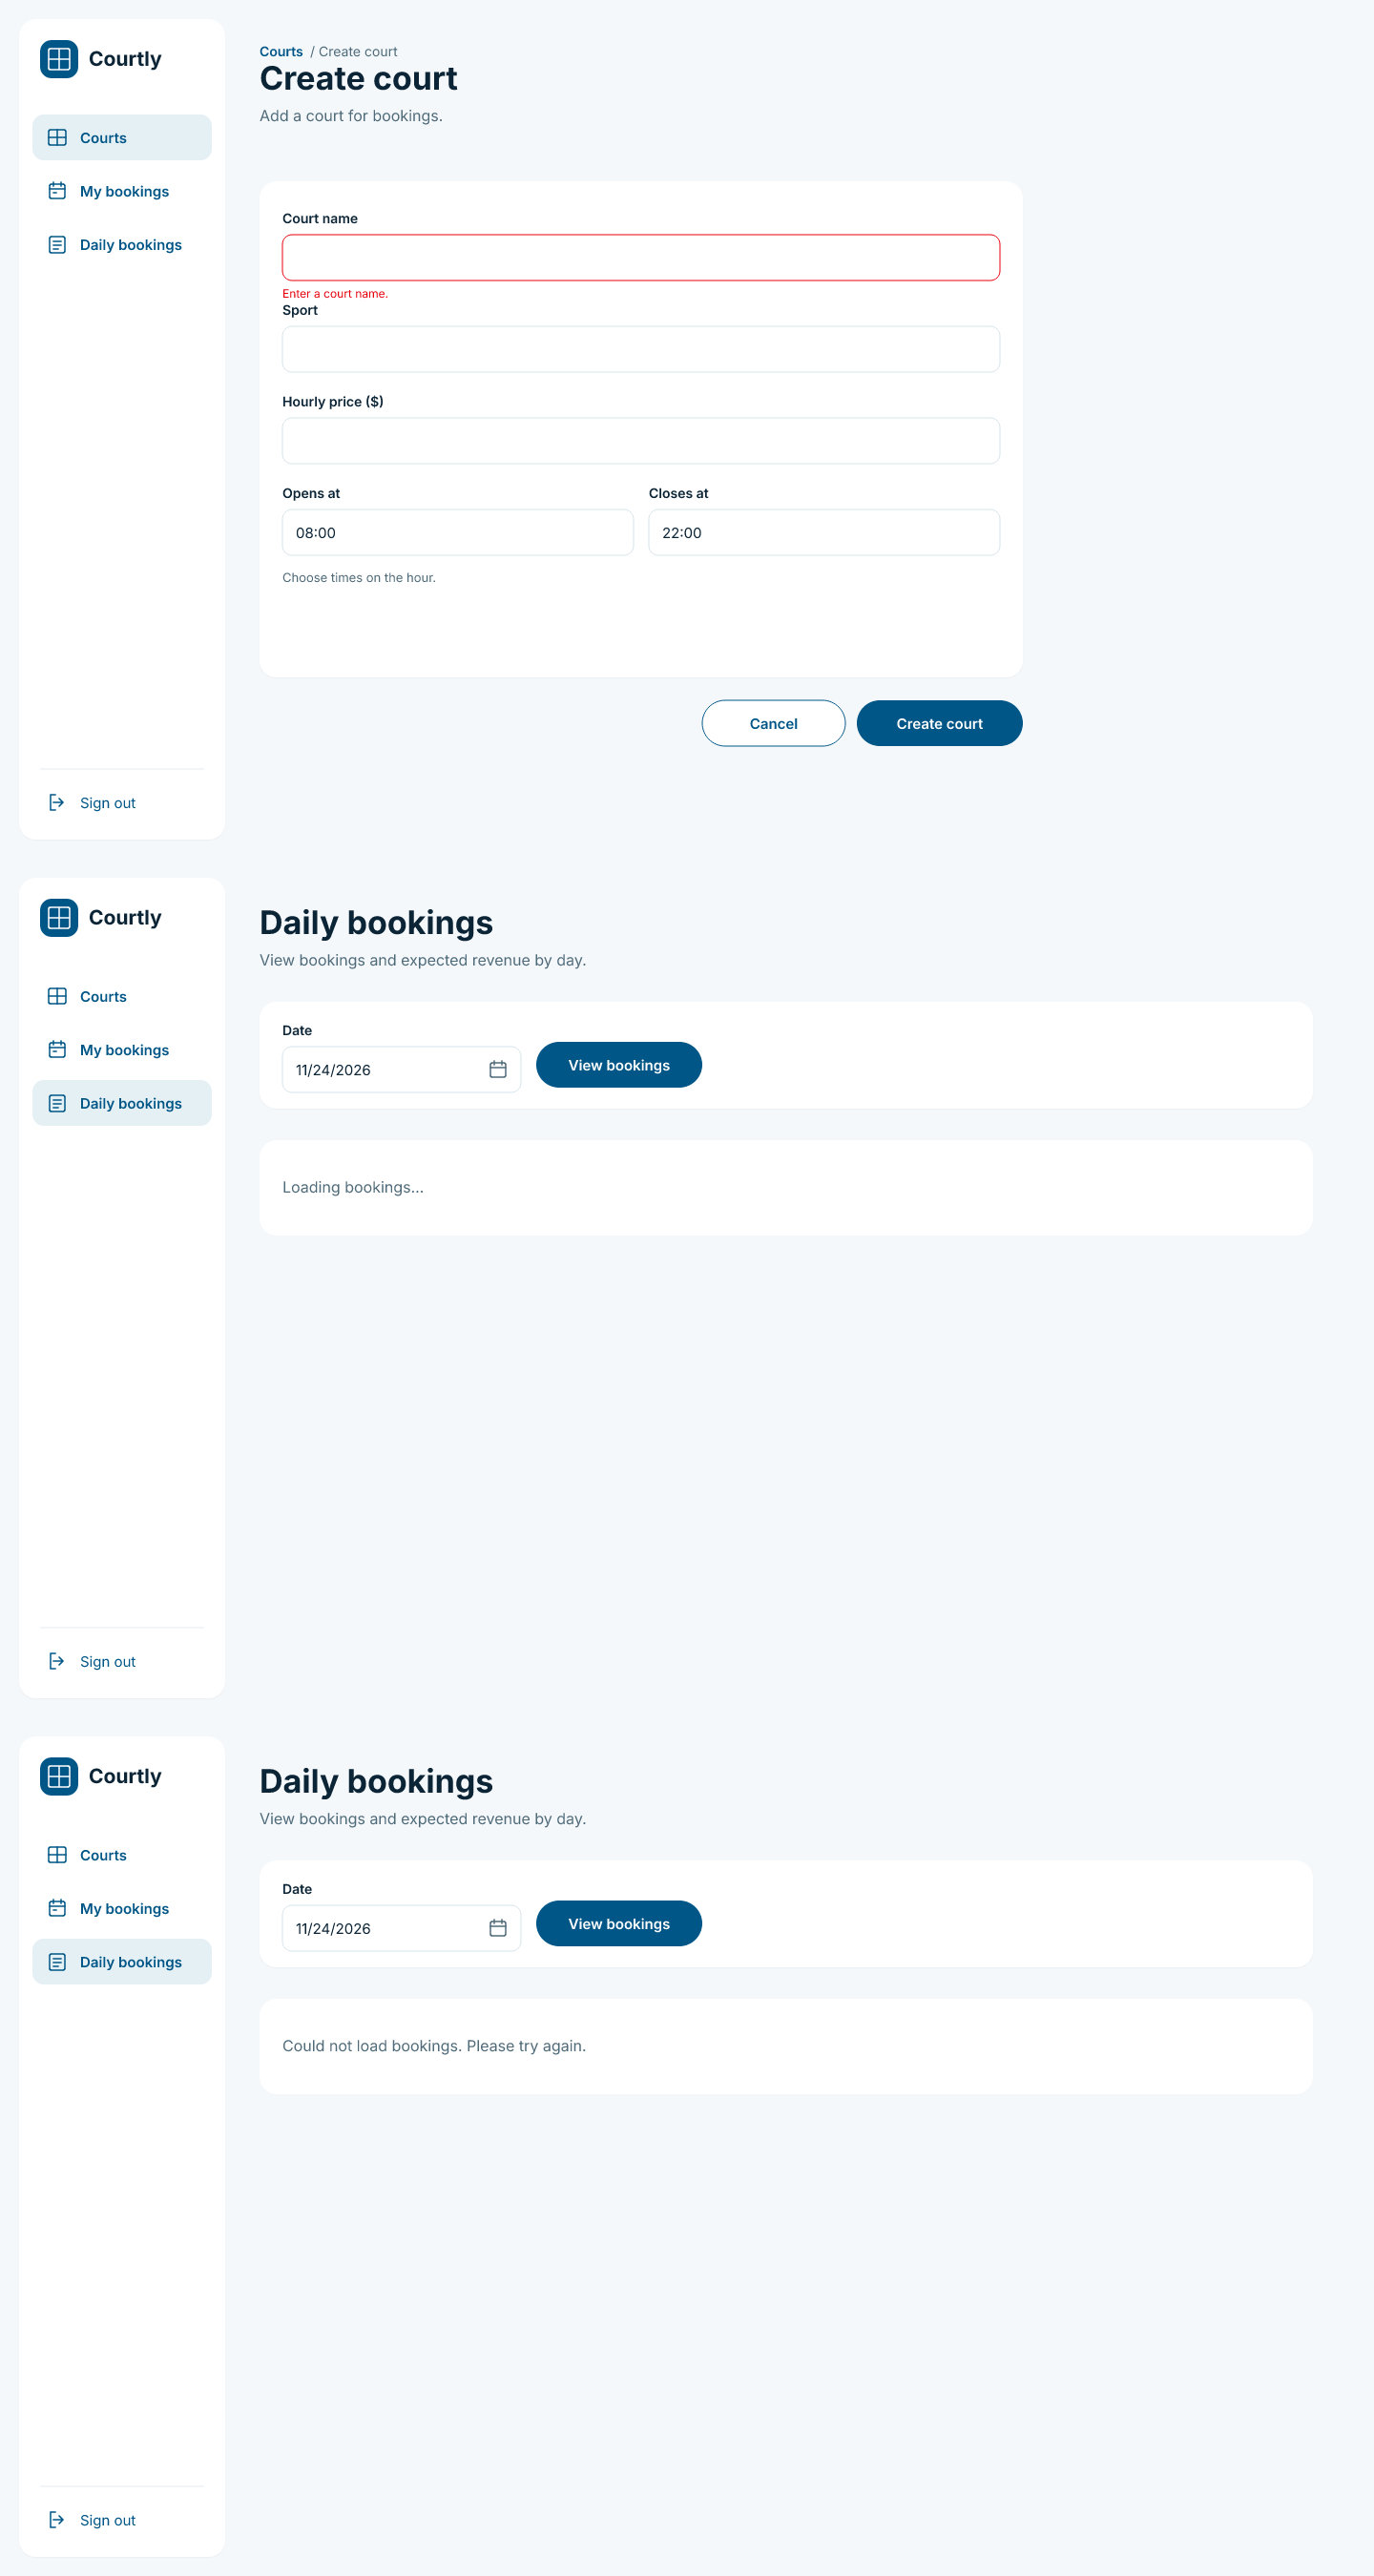 Courtly
Courts
My bookings
Daily bookings
Sign out
Courts / Create court
Create court
Add a court for bookings.
Court name
Enter a court name.
Sport
Hourly price ($)
Opens at
Closes at
08:00
22:00
Choose times on the hour.
Cancel
Create court
Courtly
Courts
My bookings
Daily bookings
Sign out
Daily bookings
View bookings and expected revenue by day.
Date
11/24/2026
View bookings
Loading bookings...
Courtly
Courts
My bookings
Daily bookings
Sign out
Daily bookings
View bookings and expected revenue by day.
Date
11/24/2026
View bookings
Could not load bookings. Please try again.